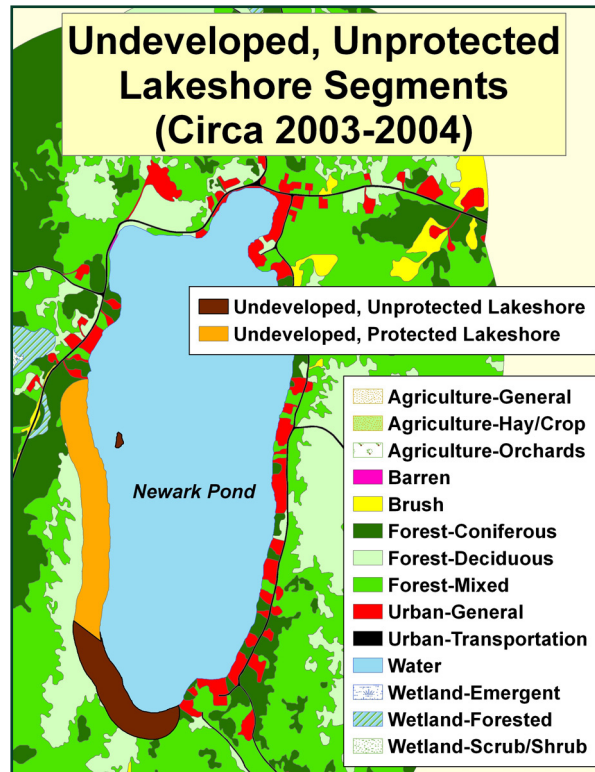 Undeveloped, Unprotected
Lakeshore Segments
(Circa 2003-2004)
Undeveloped, Unprotected Lakeshore
Undeveloped, Protected Lakeshore
Agriculture-General
Agriculture-Hay/Crop
Agriculture-Orchards
Barren
Brush
Forest-Coniferous
Forest-Deciduous
Forest-Mixed
Urban-General
Urban-Transportation
Water
Wetland-Emergent
Wetland-Forested
Wetland-Scrub/Shrub
Newark Pond